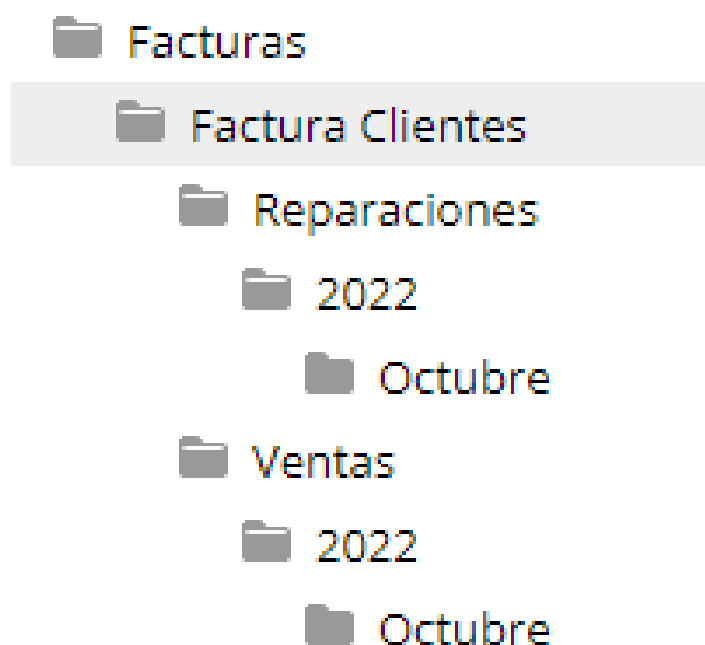 Facturas
Factura Clientes
Reparaciones
2022
Octubre
Ventas
2022
Octubre